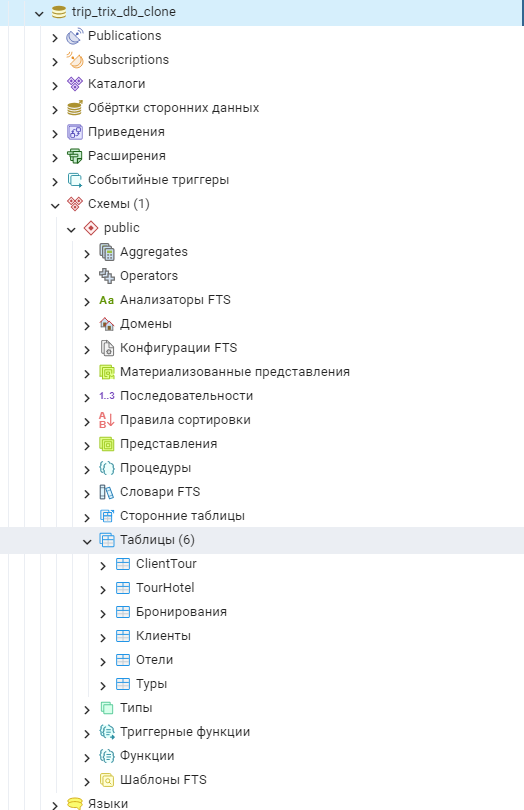 trip_trix_db_clone
Publications
Subscriptions
Каталоги
Обёртки сторонних данных
Приведения
Расширения
Событийные триггеры
Схемы (1)
public
Aggregates
Operators
Aa Анализаторы FTS
Домены
Конфигурации FTS
Материализованные представления
1..3 Последовательности
Правила сортировки
Представления
Процедуры
Словари FTS
Сторонние таблицы
Таблицы (6)
ClientTour
TourHotel
Бронирования
Клиенты
Отели
Туры
Типы
Триггерные функции
Функции
Шаблоны FTS
Языки